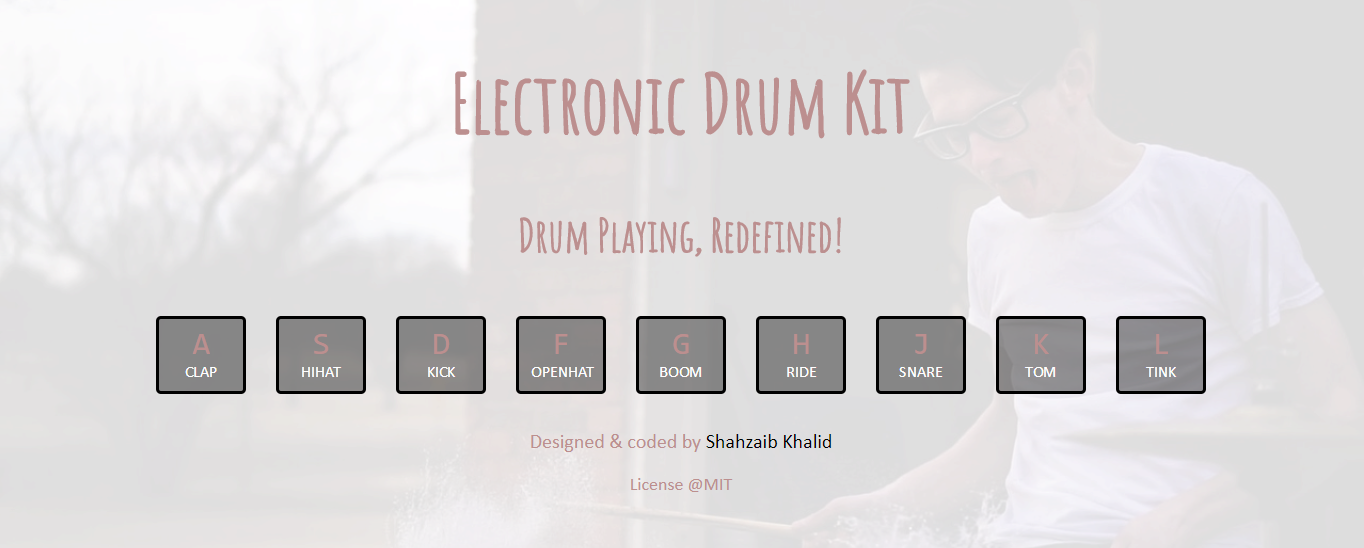 Electronic Drum Kit
Drum Playing, Redefined!
A S D F G H J K L
CLAP HIHAT KICK OPENHAT BOOM RIDE SNARE TOM TINK
Designed & coded by Shahzaib Khalid
License @MIT